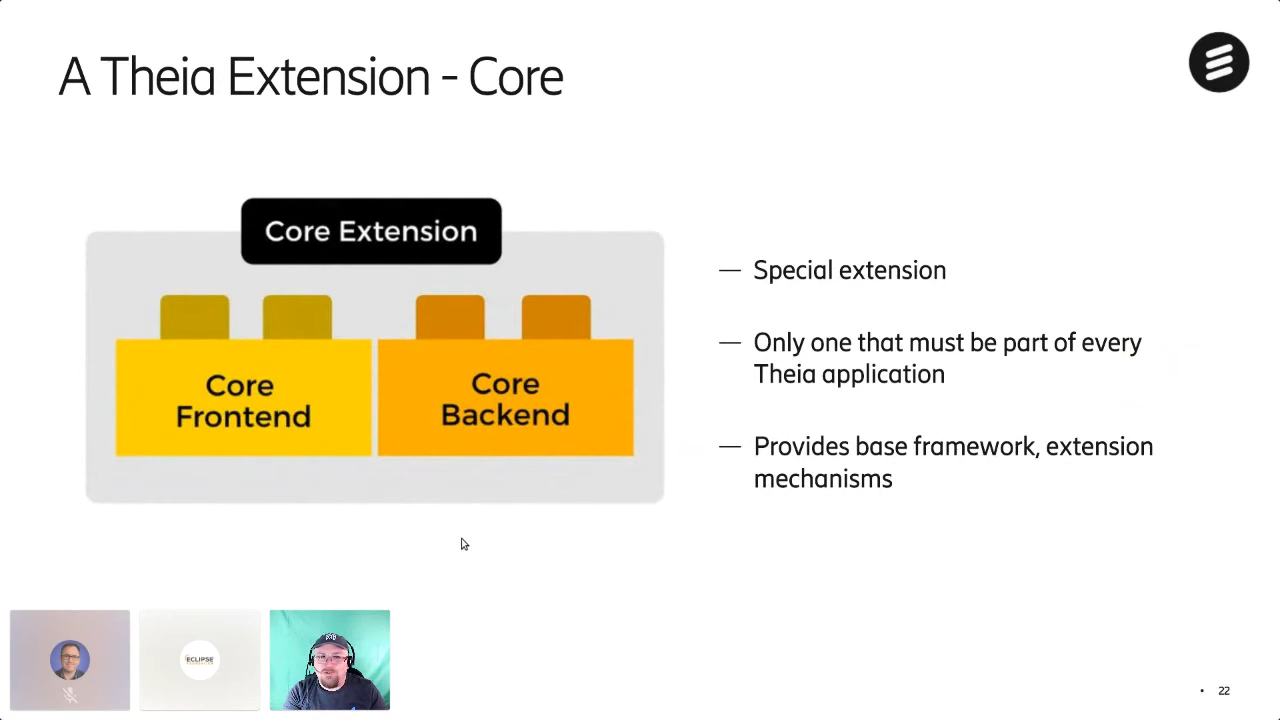 A Theia Extension - Core
Core Extension
Core
Frontend
Core
Backend
— Special extension
— Only one that must be part of every
Theia application
— Provides base framework, extension
mechanisms
ECLIPSE
FOUNDATION
• 22